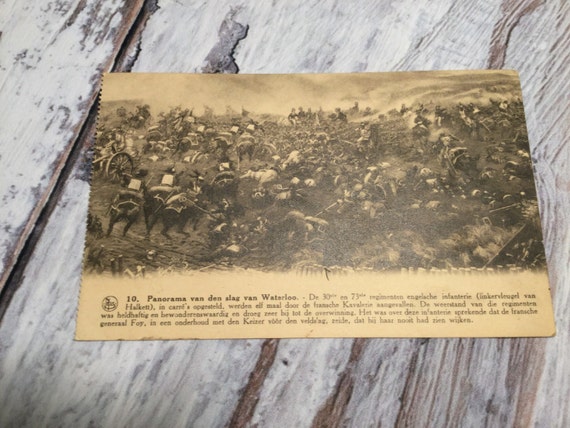 10. Panorama van den slag van Waterloo. - De 30ste en 73ste regimenten engelsche infanterie (linkervleugel van
Halken), in carré's opgesteld, werden elf maal door de fransche Kavalerie aangevallen. De weerstand van die regimenten
was heldhaftig en bewonderenswaardig en droeg zeer bij tot de overwinning. Het was over deze infanterie sprekende dat de fransche
generaal Foy, in een onderhoud met den Keizer vóór den veldslag, zeide, dat hij haar nooit had zien wijken.